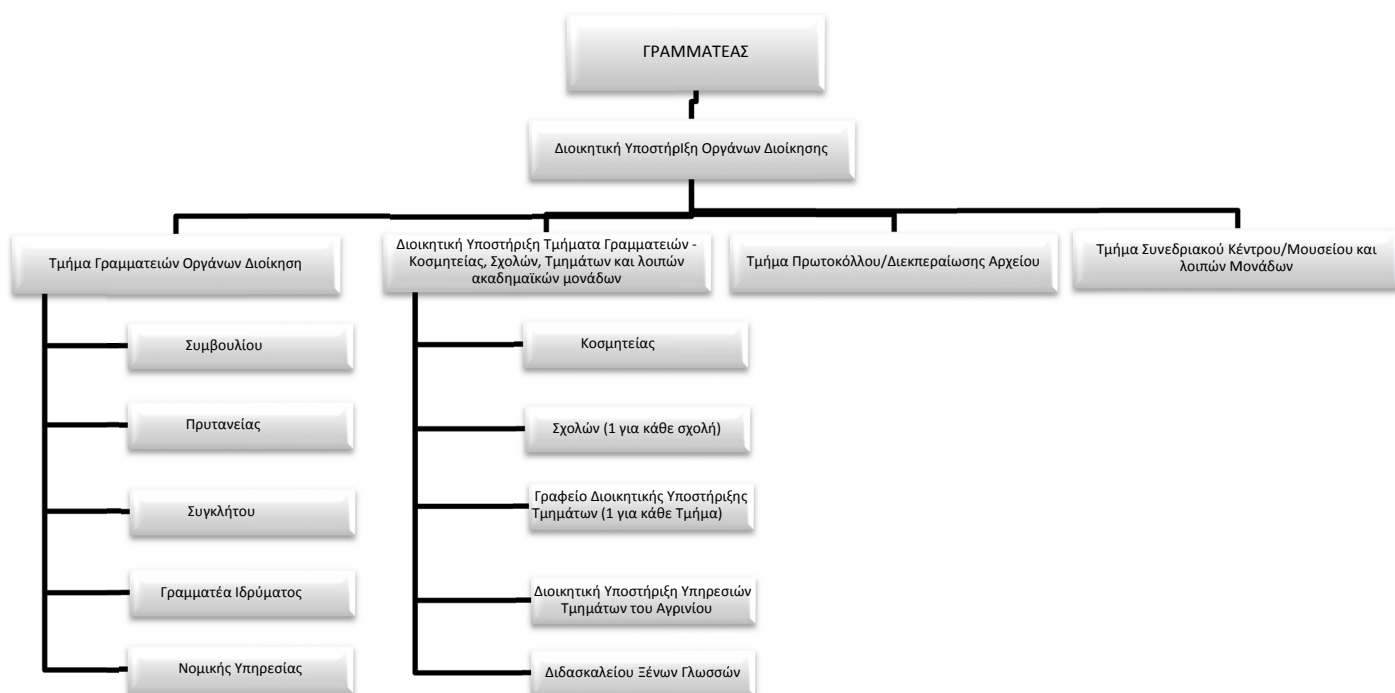 ΓΡΑΜΜΑΤΕΑΣ
Διοικητική ΥποστήρΙξη Οργάνων Διοίκησης
Τμήμα Γραμματειών Οργάνων Διοίκηση
Διοικητική Υποστήριξη Τμήματα Γραμματειών -
Κοσμητείας, Σχολών, Τμημάτων και λοιπών
ακαδημαϊκών μονάδων
Τμήμα Πρωτοκόλλου/Διεκπεραίωσης Αρχείου
Τμήμα Συνεδριακού Κέντρου/Μουσείου και
λοιπών Μονάδων
Συμβουλίου
Πρυτανείας
Συγκλήτου
Γραμματέα Ιδρύματος
Νομικής Υπηρεσίας
Κοσμητείας
Σχολών (1 για κάθε σχολή)
Γραφείο Διοικητικής Υποστήριξης
Τμημάτων (1 για κάθε Τμήμα)
Διοικητική Υποστήριξη Υπηρεσιών
Τμημάτων του Αγρινίου
Διδασκαλείου Ξένων Γλωσσών